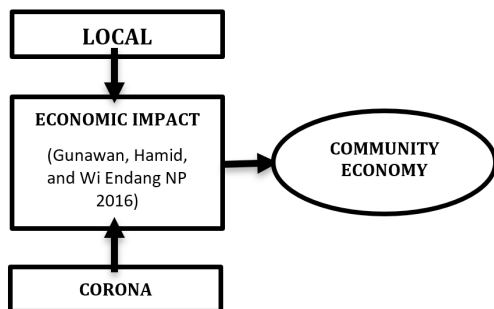 LOCAL
ECONOMIC IMPACT
(Gunawan, Hamid,
and Wi Endang NP
2016)
COMMUNITY
ECONOMY
CORONA